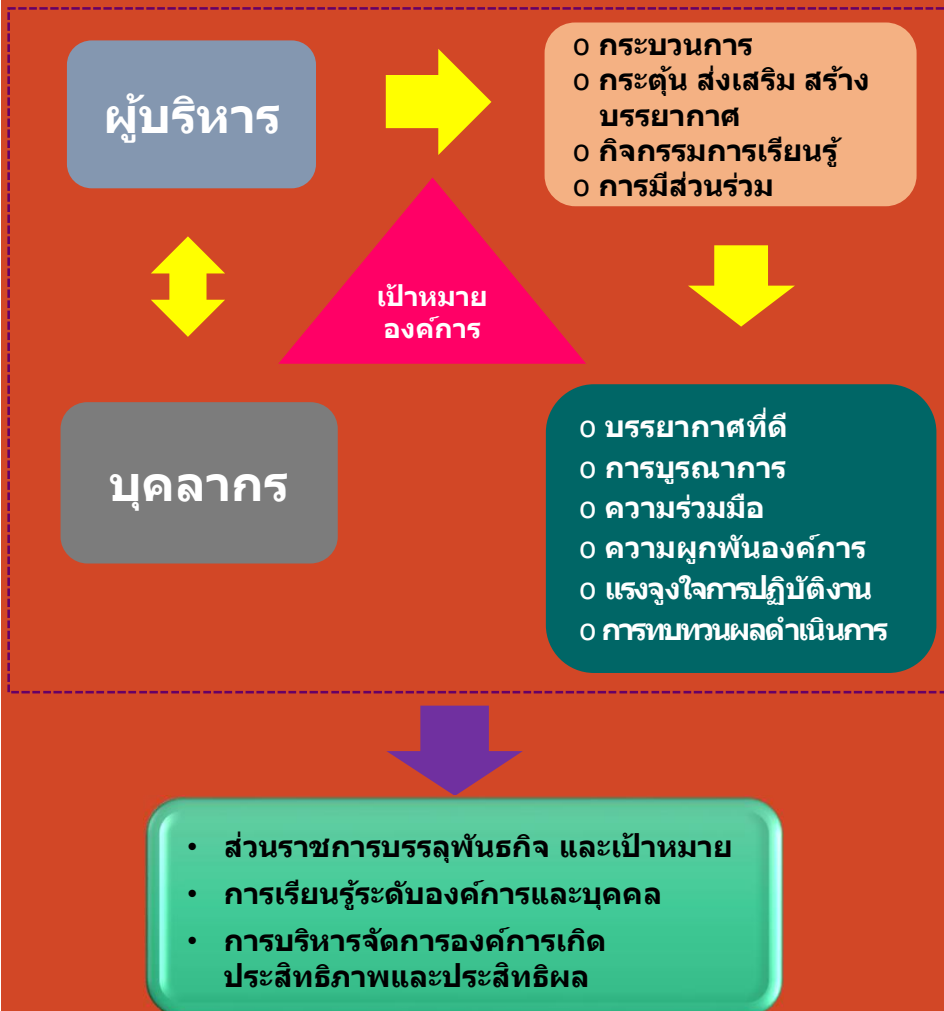 ผู้บริหาร
o กระบวนการ
o กระตุ้น ส่งเสริม สร้าง
บรรยากาศ
o กิจกรรมการเรียนรู้
o การมีส่วนร่วม
เป้าหมาย
องค์การ
บุคลากร
o บรรยากาศที่ดี
o การบูรณาการ
o ความร่วมมือ
o ความผูกพันองค์การ
o แรงจูงใจการปฏิบัติงาน
o การทบทวนผลดำเนินการ
• ส่วนราชการบรรลุพันธกิจ และเป้าหมาย
• การเรียนรู้ระดับองค์การและบุคคล
• การบริหารจัดการองค์การเกิด
ประสิทธิภาพและประสิทธิผล